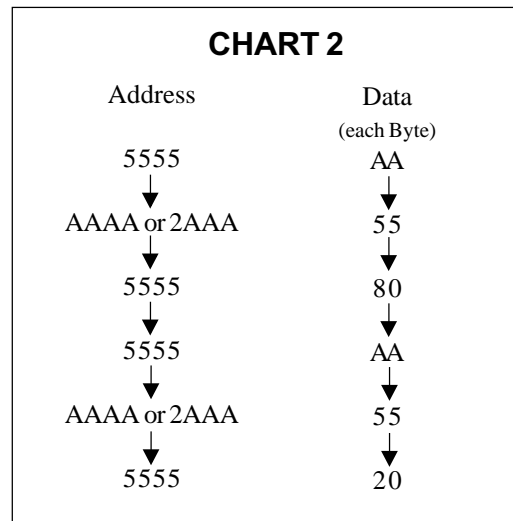 CHART 2
Address Data
(each Byte)
5555 AA
AAAA or 2AAA 55
5555 80
5555 AA
AAAA or 2AAA 55
5555 20